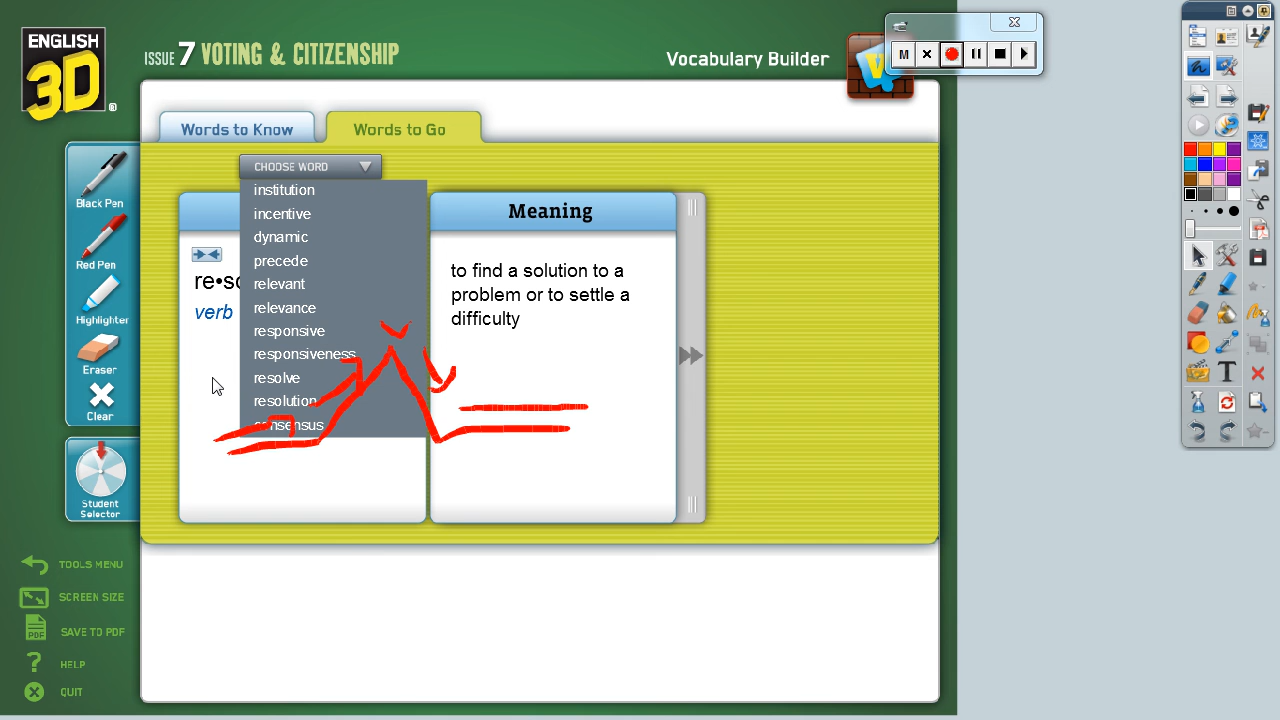 ENGLISH
3D
®
ISSUE 7 VOTING & CITIZENSHIP
Vocabulary Builder
V
M
Words to Know
Words to Go
CHOOSE WORD
institution
incentive
dynamic
precede
relevant
relevance
responsive
responsiveness
resolve
resolution
consensus
re•so
verb
Meaning
to find a solution to a
problem or to settle a
difficulty
Black Pen
Red Pen
Highlighter
Eraser
Clear
Student
Selector
TOOLS MENU
SCREEN SIZE
PDF
SAVE TO PDF
? HELP
QUIT
T